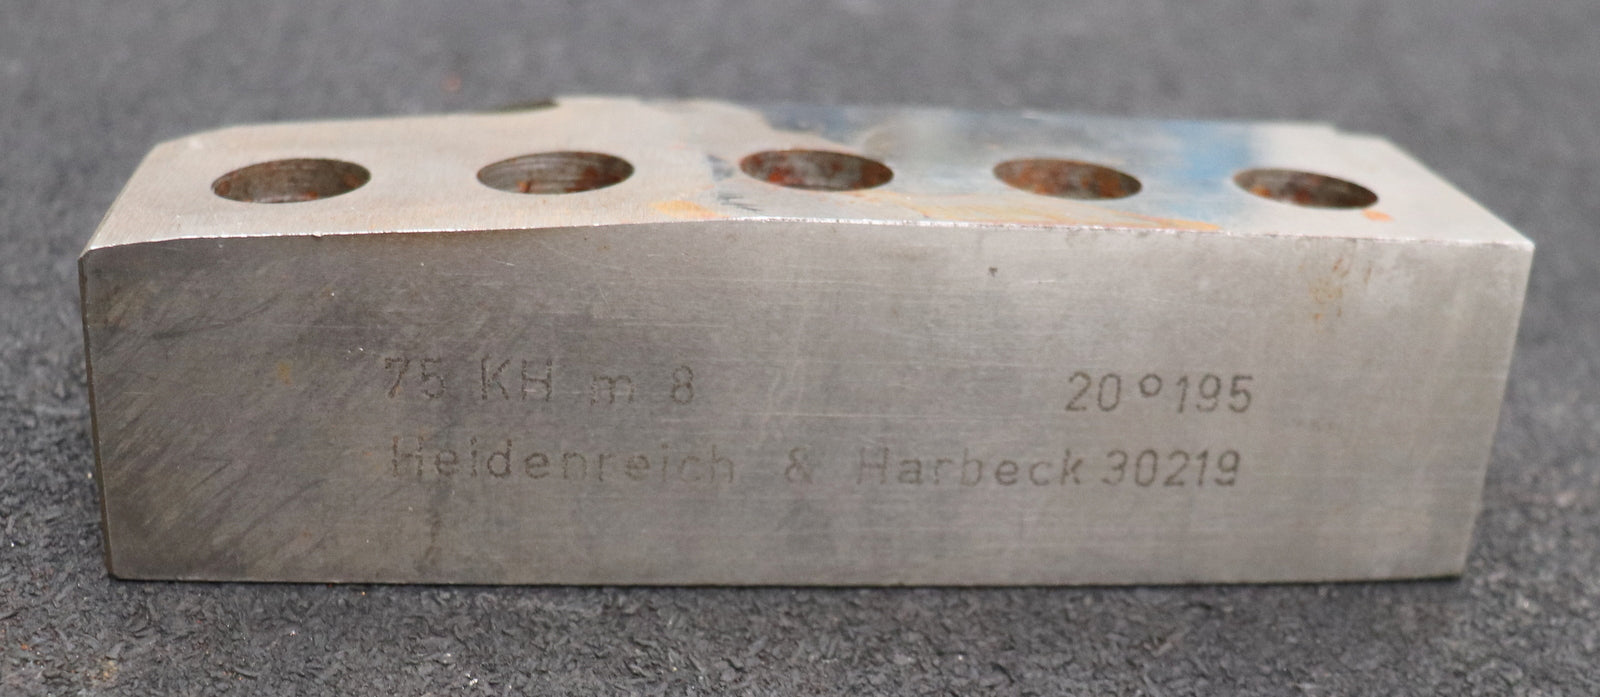 75 KH m 8 20°195
Heidenreich & Harbeck 30219